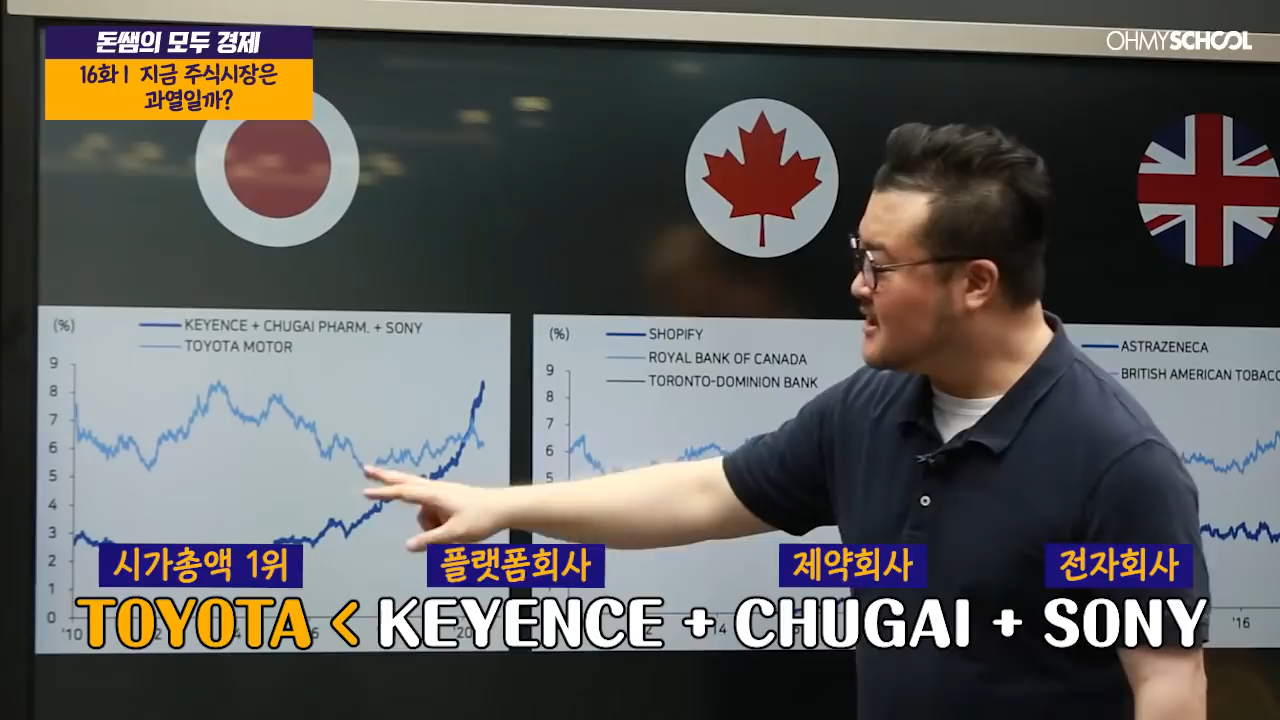 돈쌤의 모두 경제
16화 | 지금 주식시장은
과열일까?
OHMYSCHOOL
(%)
KEYENCE + CHUGAI PHARM. + SONY
TOYOTA MOTOR
9
8
7
6
5
4
3
2
1
0
'10
(%)
SHOPIFY
ROYAL BANK OF CANADA
TORONTO-DOMINION BANK
9
8
7
6
5
ASTRAZENECA
BRITISH AMERICAN TOBACC
'16
시가총액 1위
플랫폼회사
제약회사
전자회사
TOYOTA < KEYENCE + CHUGAI + SONY